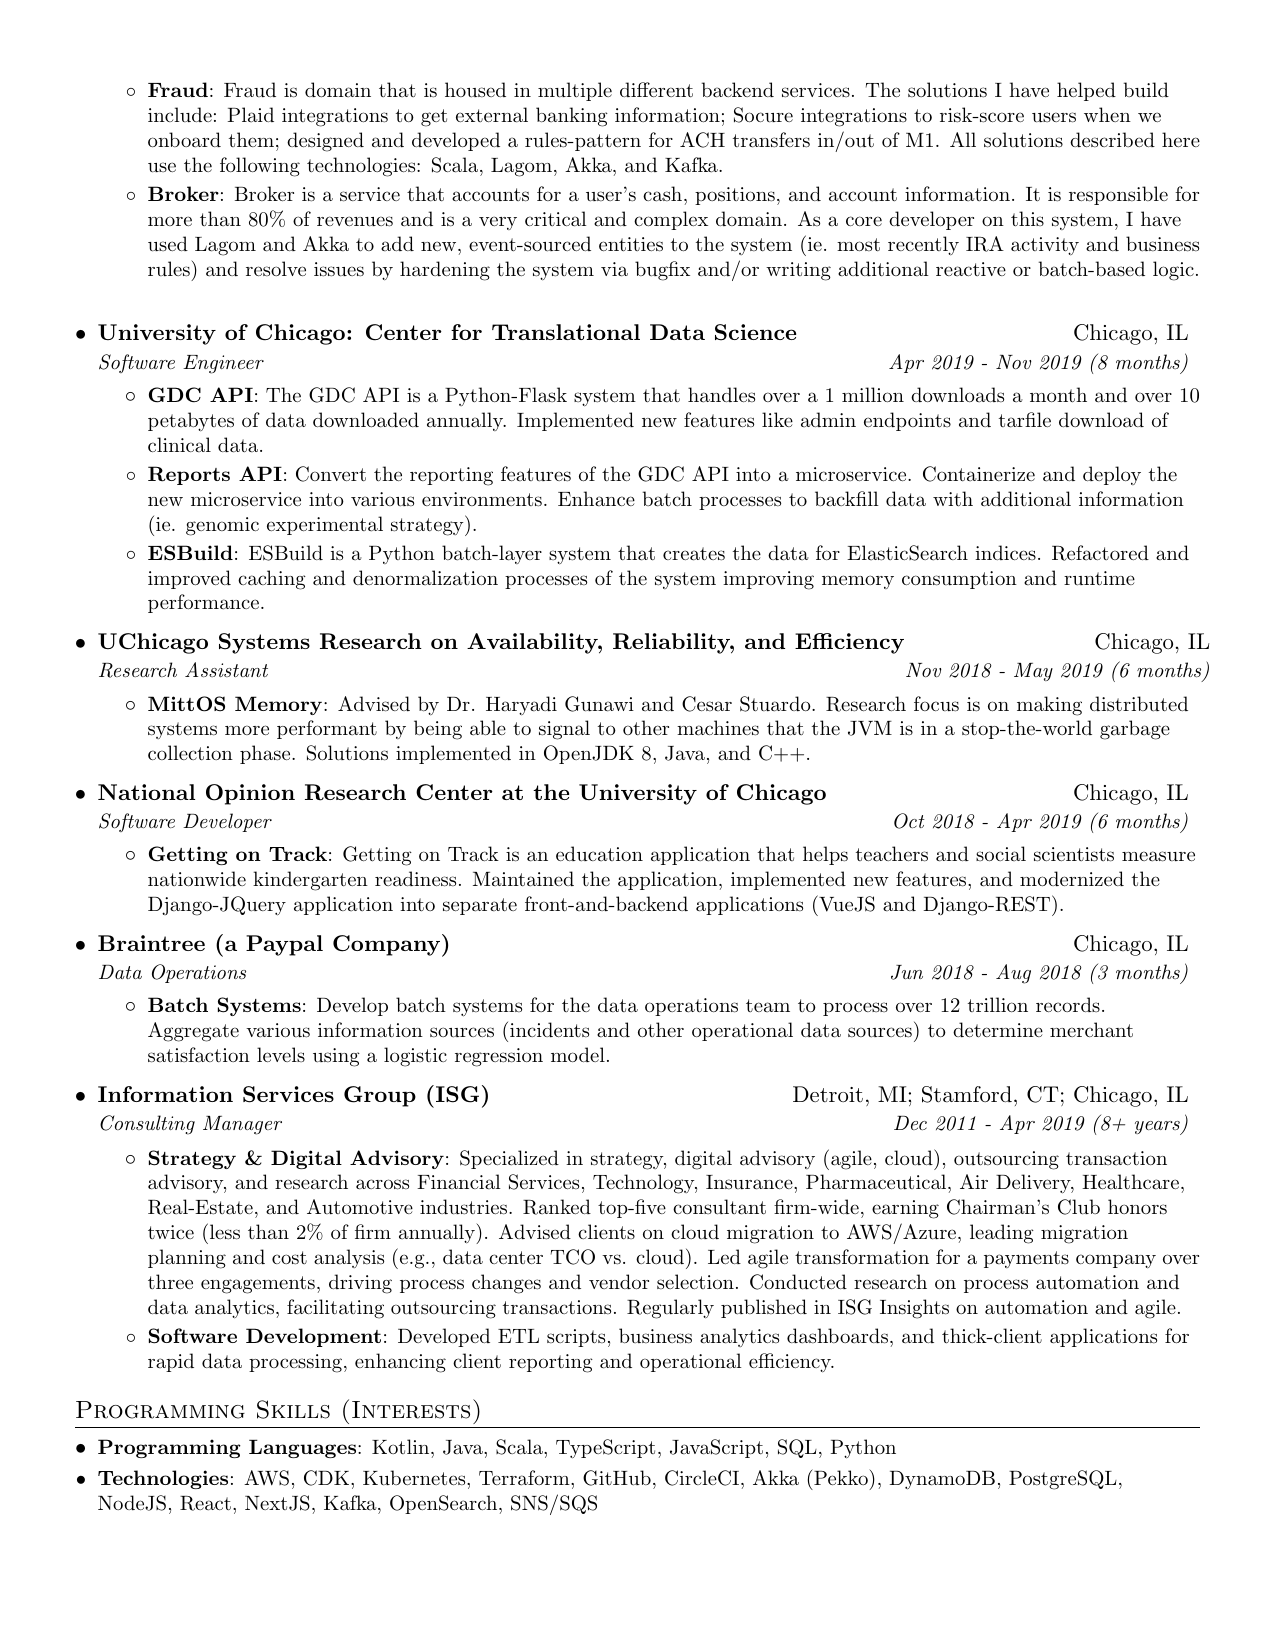 ◦ Fraud: Fraud is domain that is housed in multiple different backend services. The solutions I have helped build
include: Plaid integrations to get external banking information; Socure integrations to risk-score users when we
onboard them; designed and developed a rules-pattern for ACH transfers in/out of M1. All solutions described here
use the following technologies: Scala, Lagom, Akka, and Kafka.
◦ Broker: Broker is a service that accounts for a user's cash, positions, and account information. It is responsible for
more than 80% of revenues and is a very critical and complex domain. As a core developer on this system, I have
used Lagom and Akka to add new, event-sourced entities to the system (ie. most recently IRA activity and business
rules) and resolve issues by hardening the system via bugfix and/or writing additional reactive or batch-based logic.
• University of Chicago: Center for Translational Data Science Chicago, IL
Software Engineer Apr 2019 - Nov 2019 (8 months)
◦ GDC API: The GDC API is a Python-Flask system that handles over a 1 million downloads a month and over 10
petabytes of data downloaded annually. Implemented new features like admin endpoints and tarfile download of
clinical data.
◦ Reports API: Convert the reporting features of the GDC API into a microservice. Containerize and deploy the
new microservice into various environments. Enhance batch processes to backfill data with additional information
(ie. genomic experimental strategy).
◦ ESBuild: ESBuild is a Python batch-layer system that creates the data for ElasticSearch indices. Refactored and
improved caching and denormalization processes of the system improving memory consumption and runtime
performance.
• UChicago Systems Research on Availability, Reliability, and Efficiency Chicago, IL
Research Assistant Nov 2018 - May 2019 (6 months)
◦ MittOS Memory: Advised by Dr. Haryadi Gunawi and Cesar Stuardo. Research focus is on making distributed
systems more performant by being able to signal to other machines that the JVM is in a stop-the-world garbage
collection phase. Solutions implemented in OpenJDK 8, Java, and C++.
• National Opinion Research Center at the University of Chicago Chicago, IL
Software Developer Oct 2018 - Apr 2019 (6 months)
◦ Getting on Track: Getting on Track is an education application that helps teachers and social scientists measure
nationwide kindergarten readiness. Maintained the application, implemented new features, and modernized the
Django-JQuery application into separate front-and-backend applications (VueJS and Django-REST).
• Braintree (a Paypal Company) Chicago, IL
Data Operations Jun 2018 - Aug 2018 (3 months)
◦ Batch Systems: Develop batch systems for the data operations team to process over 12 trillion records.
Aggregate various information sources (incidents and other operational data sources) to determine merchant
satisfaction levels using a logistic regression model.
• Information Services Group (ISG) Detroit, MI; Stamford, CT; Chicago, IL
Consulting Manager Dec 2011 - Apr 2019 (8+ years)
◦ Strategy & Digital Advisory: Specialized in strategy, digital advisory (agile, cloud), outsourcing transaction
advisory, and research across Financial Services, Technology, Insurance, Pharmaceutical, Air Delivery, Healthcare,
Real-Estate, and Automotive industries. Ranked top-five consultant firm-wide, earning Chairman's Club honors
twice (less than 2% of firm annually). Advised clients on cloud migration to AWS/Azure, leading migration
planning and cost analysis (e.g., data center TCO vs. cloud). Led agile transformation for a payments company over
three engagements, driving process changes and vendor selection. Conducted research on process automation and
data analytics, facilitating outsourcing transactions. Regularly published in ISG Insights on automation and agile.
◦ Software Development: Developed ETL scripts, business analytics dashboards, and thick-client applications for
rapid data processing, enhancing client reporting and operational efficiency.
Programming Skills (Interests)
• Programming Languages: Kotlin, Java, Scala, TypeScript, JavaScript, SQL, Python
• Technologies: AWS, CDK, Kubernetes, Terraform, GitHub, CircleCI, Akka (Pekko), DynamoDB, PostgreSQL,
NodeJS, React, NextJS, Kafka, OpenSearch, SNS/SQS